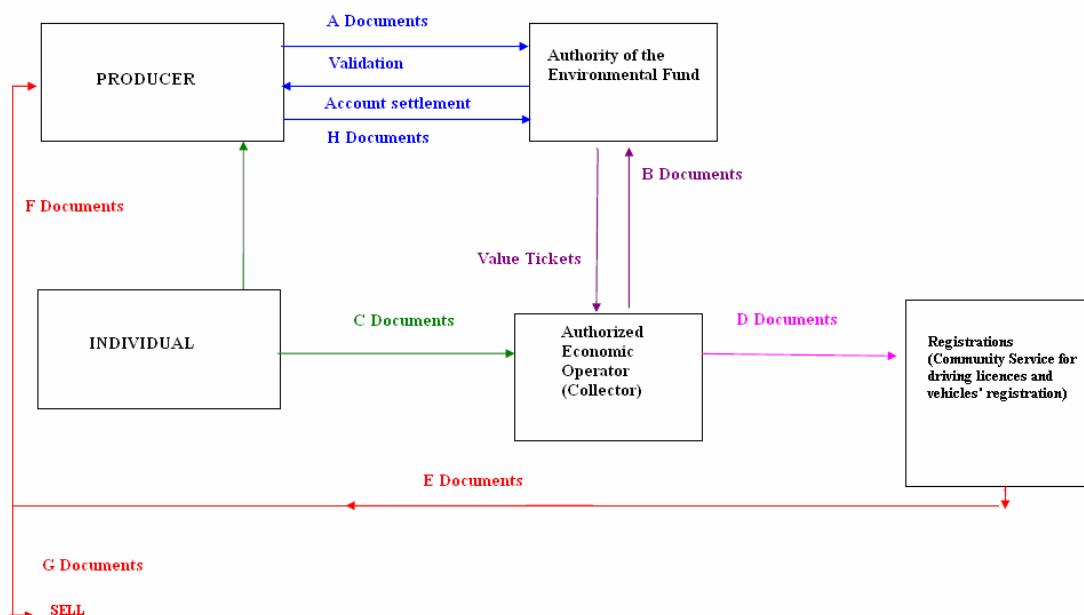 A Documents
PRODUCER
Authority of the
Environmental Fund
Validation
Account settlement
H Documents
B Documents
F Documents
Value Tickets
C Documents
D Documents
INDIVIDUAL
Authorized
Economic
Operator
(Collector)
Registrations
(Community Service for
driving licences and
vehicles' registration)
E Documents
G Documents
SELL